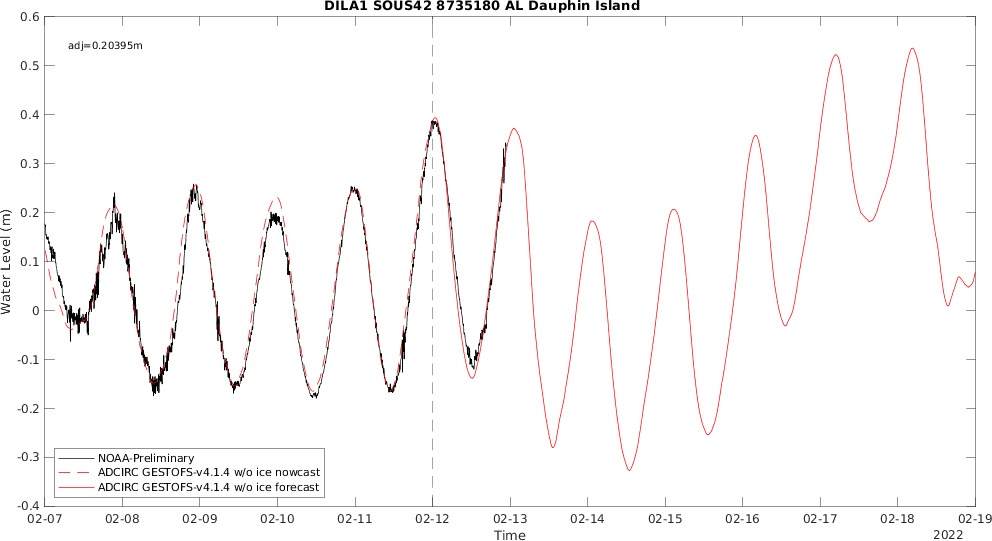 DILA1 SOUS42 8735180 AL Dauphin Island
adj=0.20395m
Water Level (m)
0.6
0.5
0.4
0.3
0.2
0.1
0
-0.1
-0.2
-0.3
-0.4
NOAA-Preliminary
ADCIRC GESTOFS-v4.1.4 w/o ice nowcast
ADCIRC GESTOFS-v4.1.4 w/o ice forecast
02-07 02-08 02-09 02-10 02-11 02-12 02-13 02-14 02-15 02-16 02-17 02-18 02-19
Time
2022